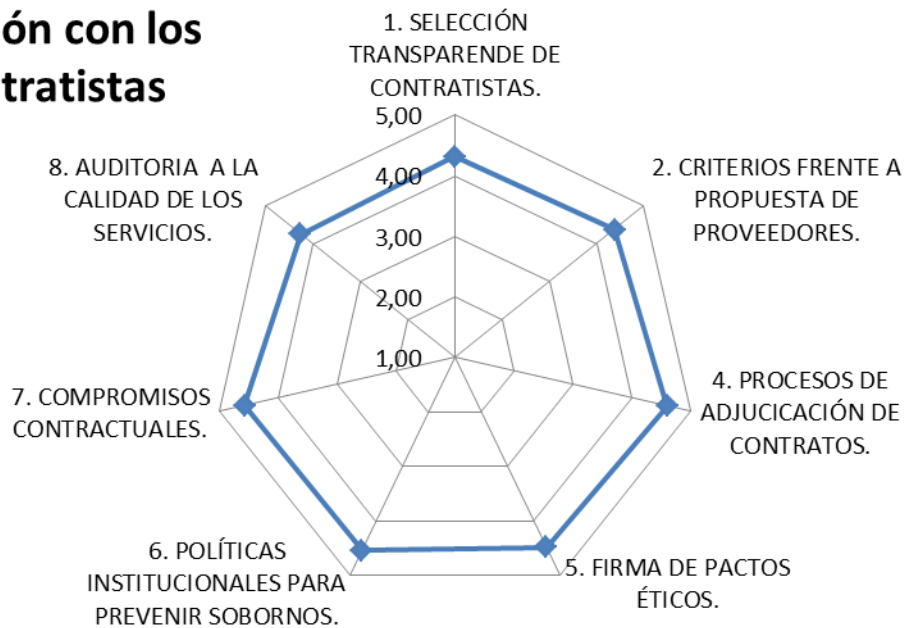 ón con los
tratistas
1. SELECCIÓN
TRANSPARENDE DE
CONTRATISTAS.
5,00
4,00
3,00
2,00
1,00
2. CRITERIOS FRENTE A
PROPUESTA DE
PROVEEDORES.
4. PROCESOS DE
ADJUCICACIÓN DE
CONTRATOS.
5. FIRMA DE PACTOS
ÉTICOS.
6. POLÍTICAS
INSTITUCIONALES PARA
PREVENIR SOBORNOS.
7. COMPROMISOS
CONTRACTUALES.
8. AUDITORIA A LA
CALIDAD DE LOS
SERVICIOS.